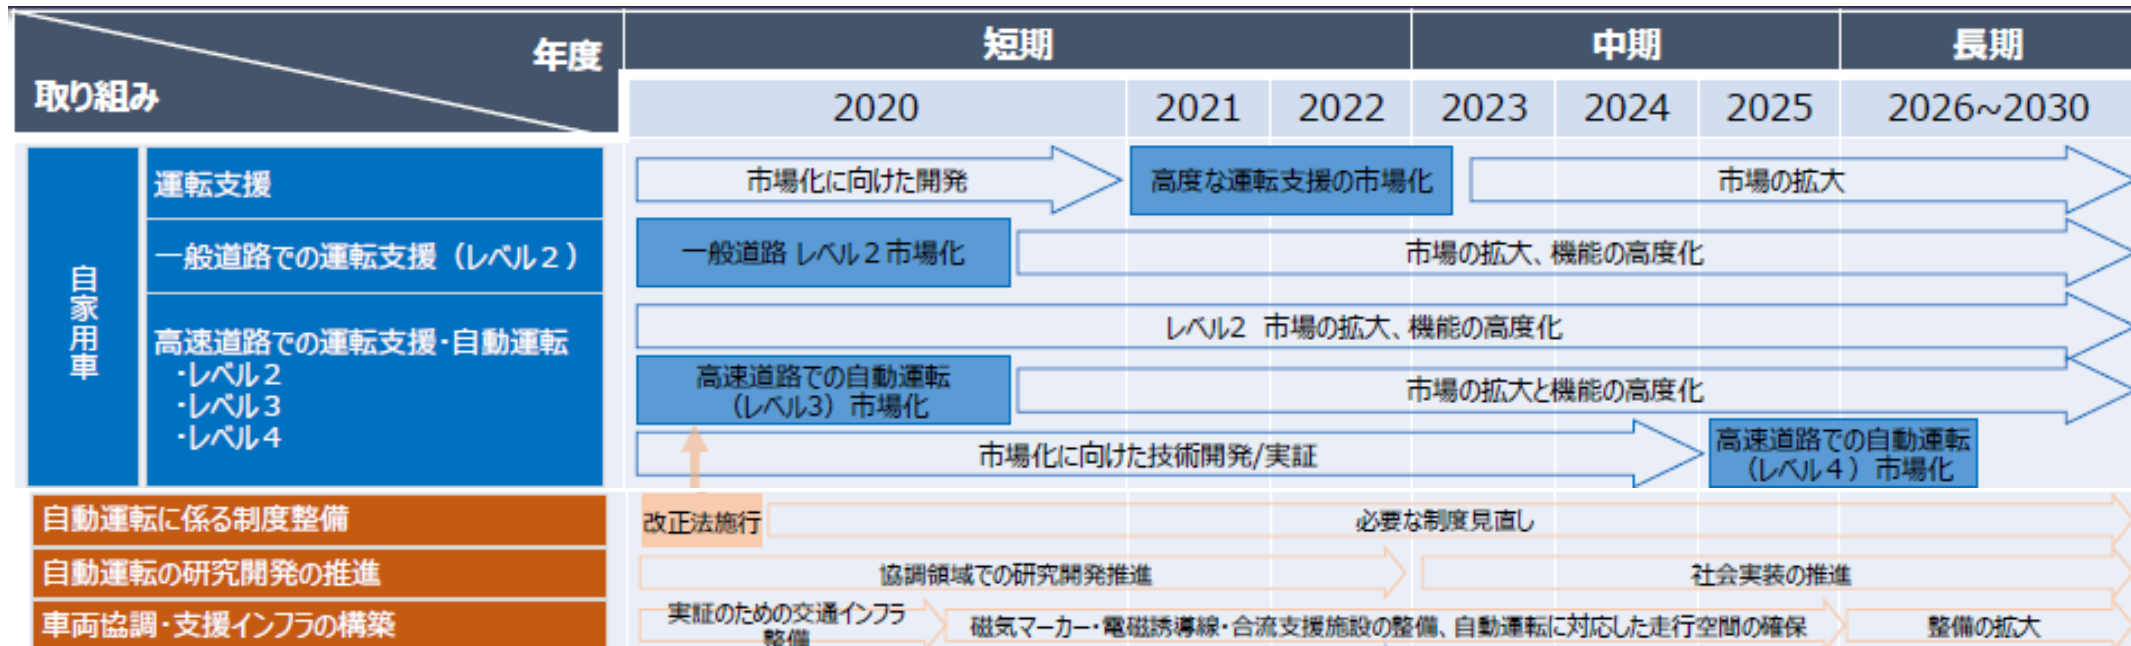 年度
取り組み
短期
中期
長期
2020
2021
2022
2023
2024
2025
2026~2030
自家用車
運転支援
市場化に向けた開発
高度な運転支援の市場化
市場の拡大
一般道路での運転支援（レベル２）
一般道路 レベル２市場化
市場の拡大、機能の高度化
高速道路での運転支援・自動運転
・レベル２
・レベル３
・レベル４
レベル2 市場の拡大、機能の高度化
高速道路での自動運転
（レベル3）市場化
市場の拡大と機能の高度化
市場化に向けた技術開発/実証
高速道路での自動運転
（レベル４）市場化
自動運転に係る制度整備
改正法施行
必要な制度見直し
自動運転の研究開発の推進
協調領域での研究開発推進
社会実装の推進
車両協調・支援インフラの構築
実証のための交通インフラ
整備
磁気マーカー・電磁誘導線・合流支援施設の整備、自動運転に対応した走行空間の確保
整備の拡大